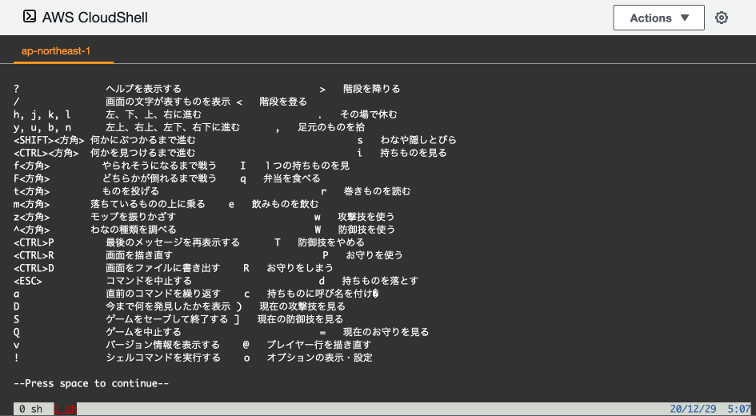 AWS CloudShell
Actions ▼
ap-northeast-1
? ヘルプを表示する > 階段を降りる
/ 画面の文字が表すものを表示 < 階段を登る
h, j, k, l 左、下、上、右に進む . その場で休む
y, u, b, n 左上、右上、左下、右下に進む , 足元のものを拾
<SHIFT><方角> 何かにぶつかるまで進む s わなや隠しとびら
<CTRL><方角> 何かを見つけるまで進む i 持ちものを見る
f<方角> やられそうになるまで戦う I 1つの持ちものを見
F<方角> どちらかが倒れるまで戦う q 弁当を食べる
t<方角> ものを投げる r 巻きものを読む
m<方角> 落ちているものの上に乗る e 飲みものを飲む
z<方角> モップを振りかざす w 攻撃技を使う
^<方角> わなの種類を調べる W 防御技を使う
<CTRL>P 最後のメッセージを再表示する T 防御技をやめる
<CTRL>R 画面を描き直す P お守りを使う
<CTRL>D 画面をファイルに書き出す R お守りをしまう
<ESC> コマンドを中止する d 持ちものを落とす
a 直前のコマンドを繰り返す c 持ちものに呼び名を付け�
D 今まで何を発見したかを表示 ) 現在の攻撃技を見る
S ゲームをセーブして終了する ] 現在の防御技を見る
Q ゲームを中止する = 現在のお守りを見る
v バージョン情報を表示する @ プレイヤー行を描き直す
! シェルコマンドを実行する o オプションの表示・設定
--Press space to continue--
0 sh 1 sh 20/12/29 5:07